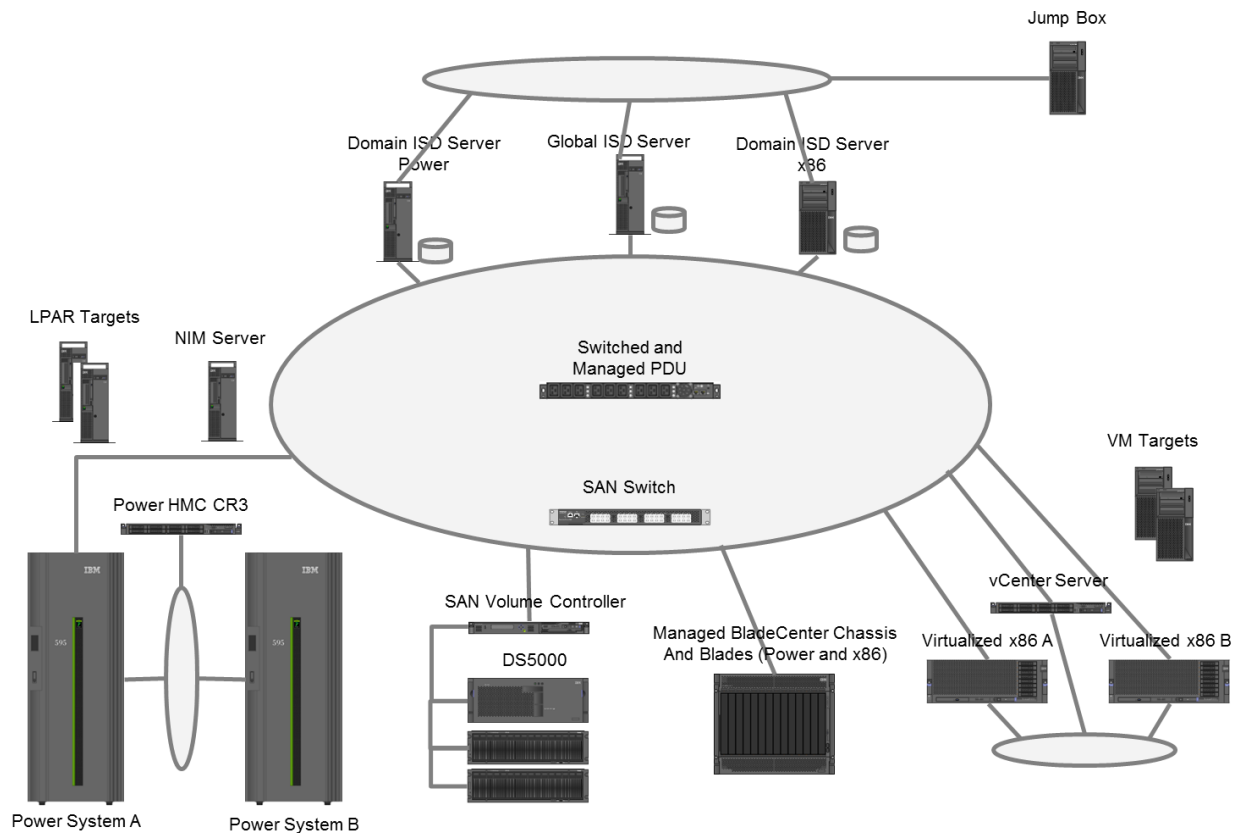 Jump Box
Domain ISD Server
Power
Global ISD Server
Domain ISD Server
x86
LPAR Targets
NIM Server
Switched and
Managed PDU
VM Targets
SAN Switch
Power HMC CR3
IBM
595
IBM
595
SAN Volume Controller
DS5000
Managed BladeCenter Chassis
And Blades (Power and x86)
vCenter Server
Virtualized x86 A
Virtualized x86 B
Power System A
Power System B